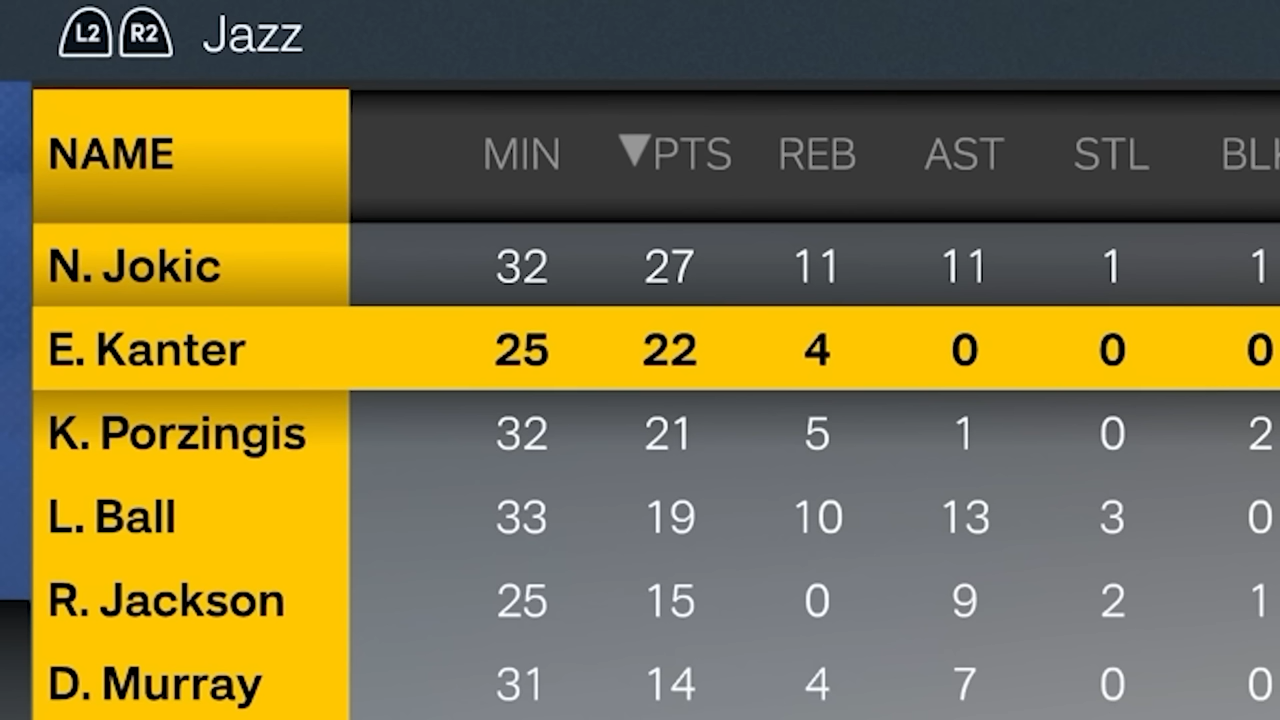 L2 R2 Jazz
NAME MIN ▼PTS REB AST STL BL
N. Jokic 32 27 11 11 1 1
E. Kanter 25 22 4 0 0 0
K. Porzingis 32 21 5 1 0 2
L. Ball 33 19 10 13 3 0
R. Jackson 25 15 0 9 2 1
D. Murray 31 14 4 7 0 0